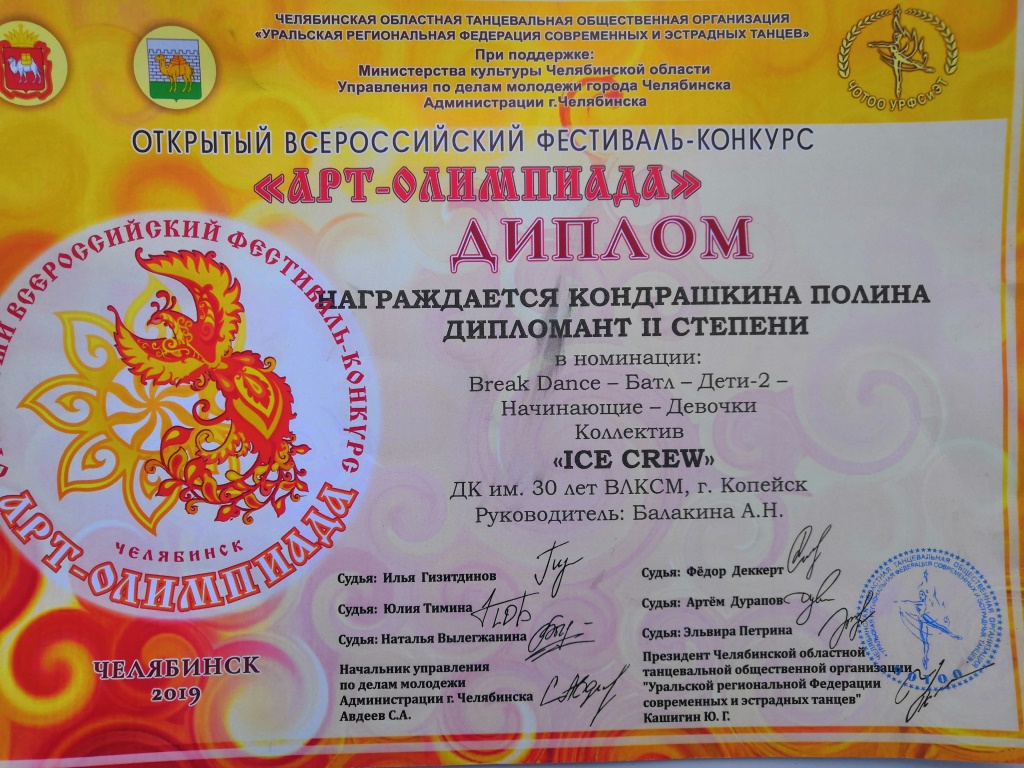 ЧЕЛЯБИНСКАЯ ОБЛАСТНАЯ ТАНЦЕВАЛЬНАЯ ОБЩЕСТВЕННАЯ ОРГАНИЗАЦИЯ
«УРАЛЬСКАЯ РЕГИОНАЛЬНАЯ ФЕДЕРАЦИЯ СОВРЕМЕННЫХ И ЭСТРАДНЫХ ТАНЦЕВ»
При поддержке:
Министерства культуры Челябинской области
Управления по делам молодежи города Челябинска
Администрации г.Челябинска
ЧОТОО УРФСиЭТ
ОТКРЫТЫЙ ВСЕРОССИЙСКИЙ ФЕСТИВАЛЬ-КОНКУРС
«АРТ-ОЛИМПИАДА»
ДИПЛОМ
НАГРАЖДАЕТСЯ КОНДРАШКИНА ПОЛИНА
ДИПЛОМАНТ II СТЕПЕНИ
в номинации:
Break Dance – Батл – Дети-2 –
Начинающие – Девочки
Коллектив
«ICE CREW»
ДК им. 30 лет ВЛКСМ, г. Копейск
Руководитель: Балакина А.Н.
ВСЕРОССИЙСКИЙ ФЕСТИВАЛЬ-КОНКУРС
ЧЕЛЯБИНСК
АРТ-ОЛИМПИАДА
ЧЕЛЯБИНСК
2019
Судья: Илья Гизитдинов
Судья: Юлия Тимина
Судья: Наталья Вылегжанина
Начальник управления
по делам молодежи
Администрации г. Челябинска
Авдеев С.А.
Судья: Фёдор Деккерт
Судья: Артём Дурапов
Судья: Эльвира Петрина
Президент Челябинской областной
танцевальной общественной организации
"Уральской региональной Федерации
современных и эстрадных танцев"
Кашигин Ю. Г.